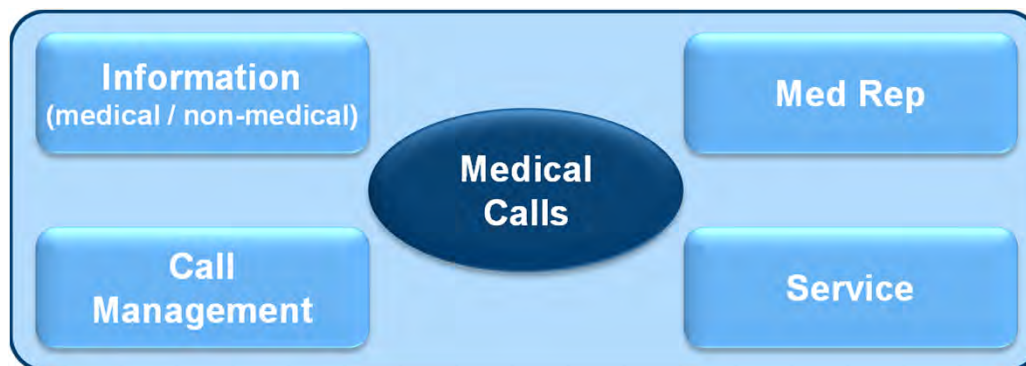 Information
(medical / non-medical)
Med Rep
Medical
Calls
Call
Management
Service